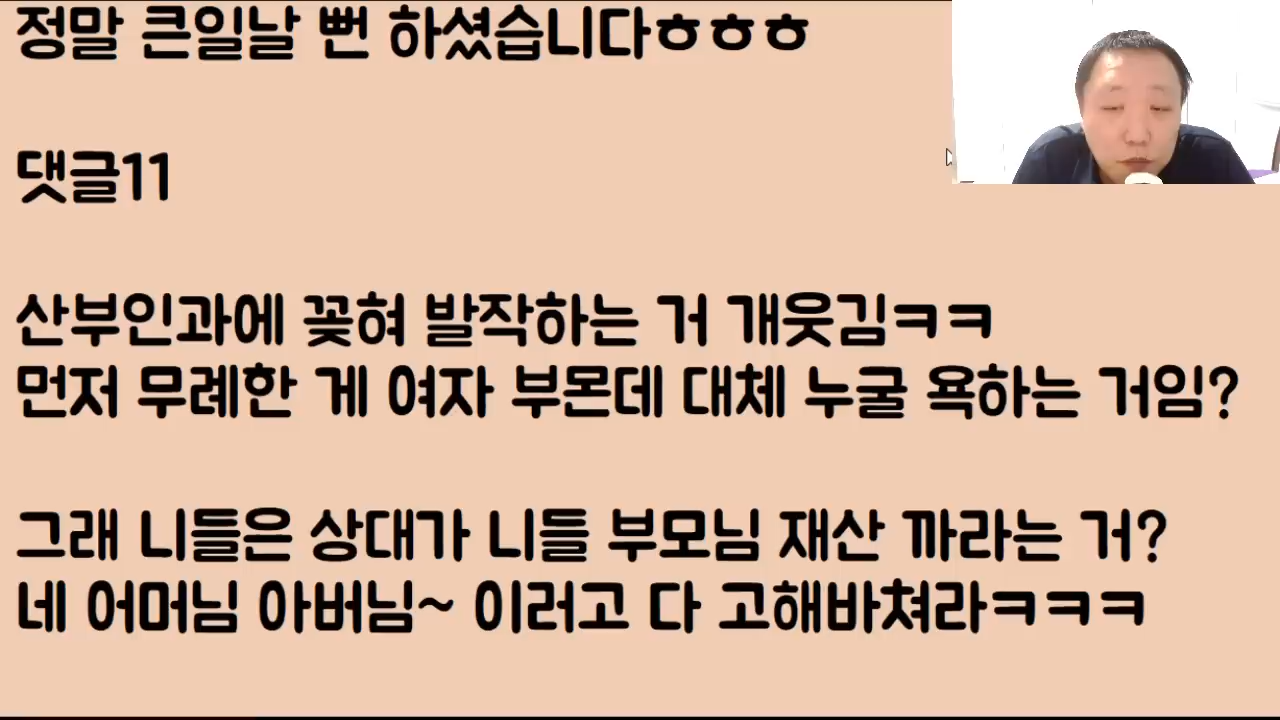 정말 큰일날 뻔 하셨습니다ㅎㅎㅎ
댓글11
산부인과에 꽂혀 발작하는 거 개웃김ㅋㅋ
먼저 무례한 게 여자 부몬데 대체 누굴 욕하는 거임?
그래 니들은 상대가 니들 부모님 재산 까라는 거?
네 어머님 아버님~ 이러고 다 고해바쳐라ㅋㅋㅋ